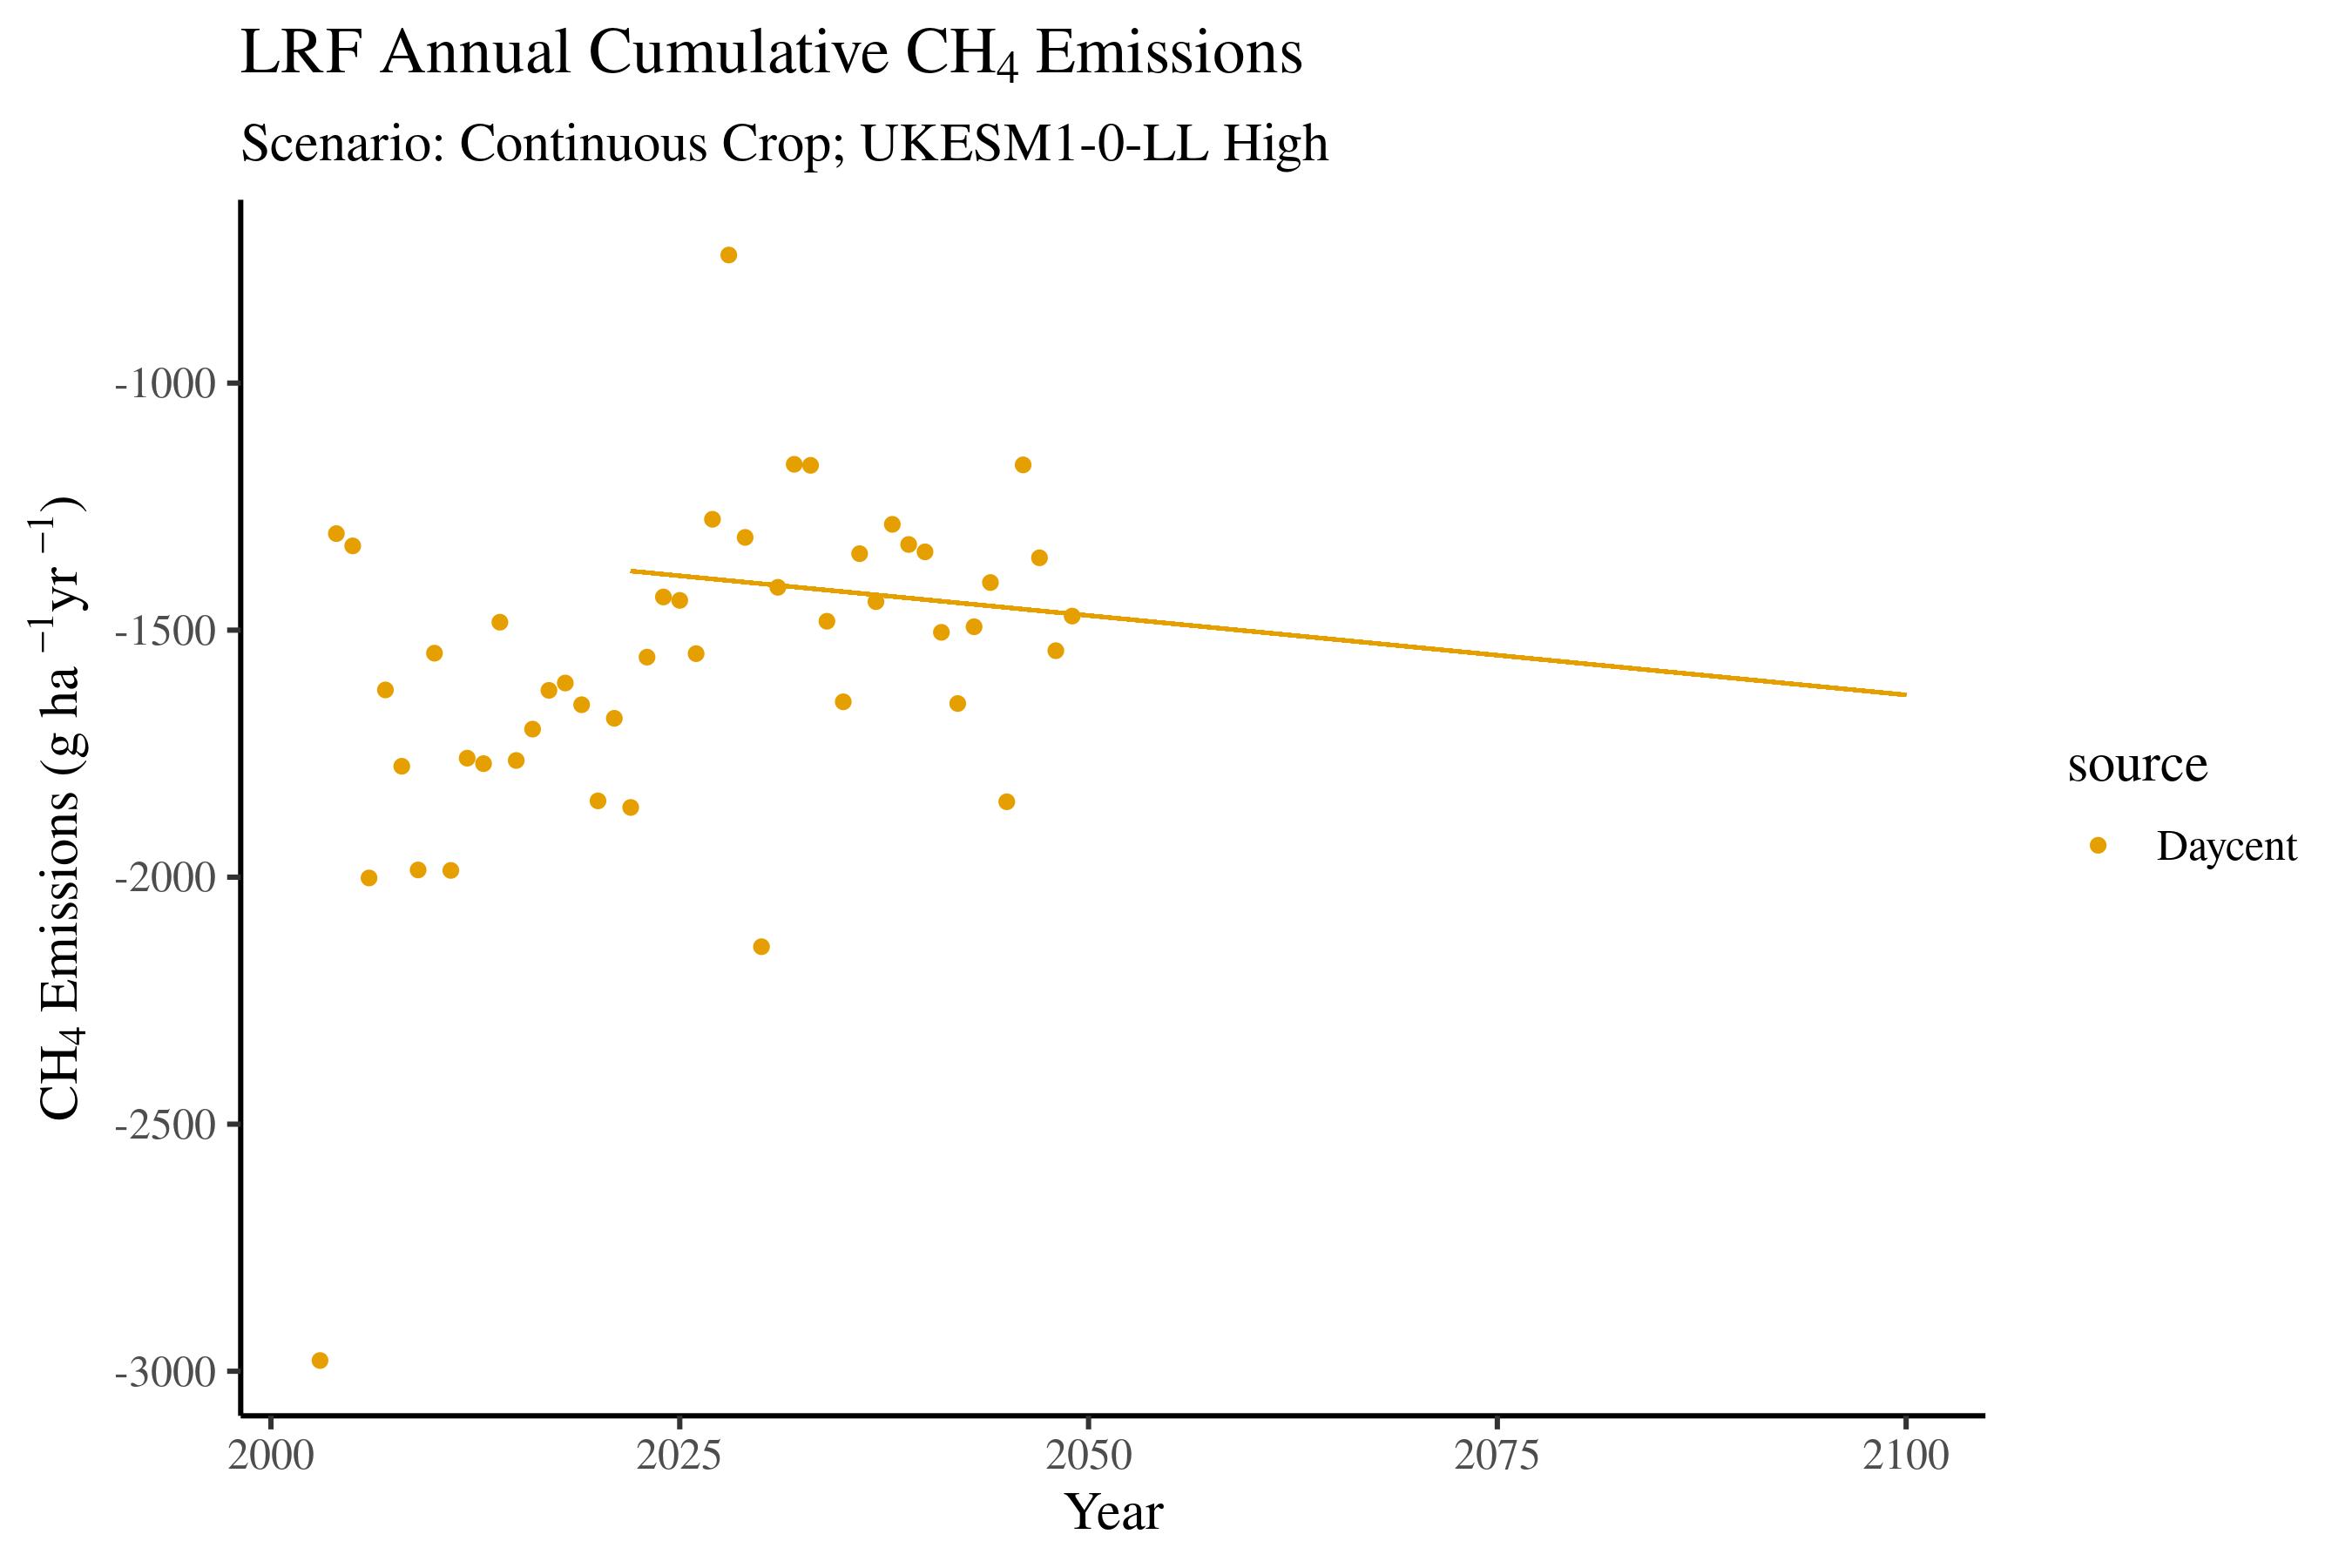 LRF Annual Cumulative CH₄ Emissions
Scenario: Continuous Crop; UKESM1-0-LL High
CH₄ Emissions (g ha ⁻¹yr ⁻¹)
-1000
-1500
-2000
-2500
-3000
2000 2025 2050 2075 2100
Year
source
Daycent